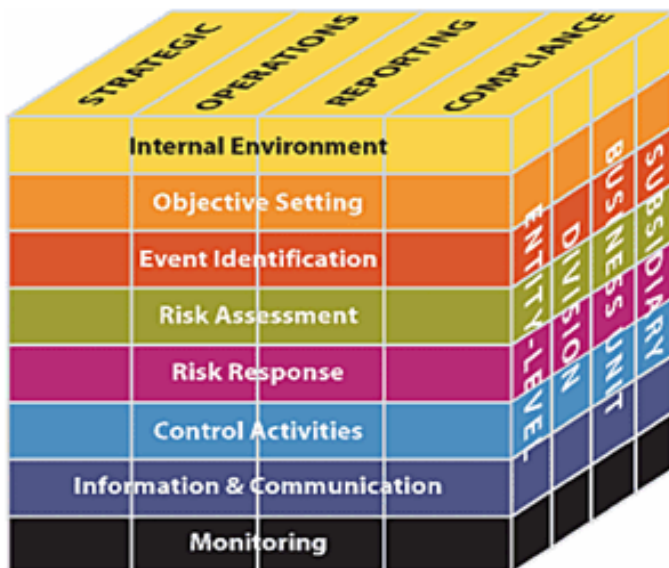 STRATEGIC
OPERATIONS
REPORTING
COMPLIANCE
Internal Environment
Objective Setting
Event Identification
Risk Assessment
Risk Response
Control Activities
Information & Communication
Monitoring
ENTITY-LEVEL
DIVISION
BUSINESS UNIT
SUBSIDIARY